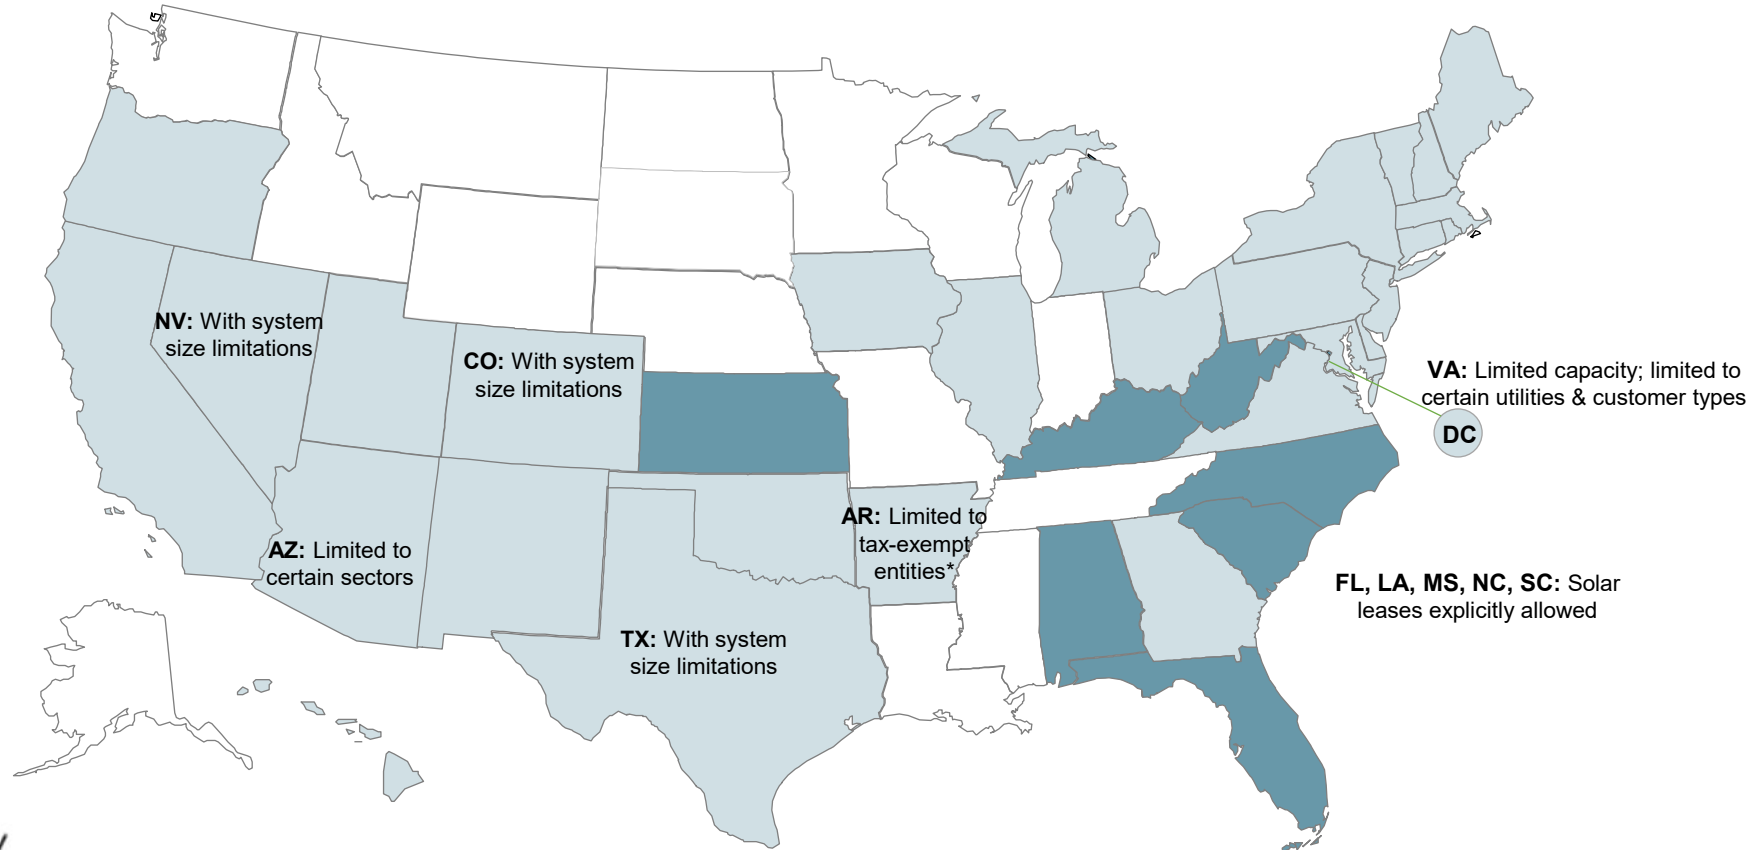 NV: With system
size limitations
CO: With system
size limitations
VA: Limited capacity; limited to
certain utilities & customer types
DC
AR: Limited to
tax-exempt
entities*
AZ: Limited to
certain sectors
FL, LA, MS, NC, SC: Solar
leases explicitly allowed
TX: With system
size limitations